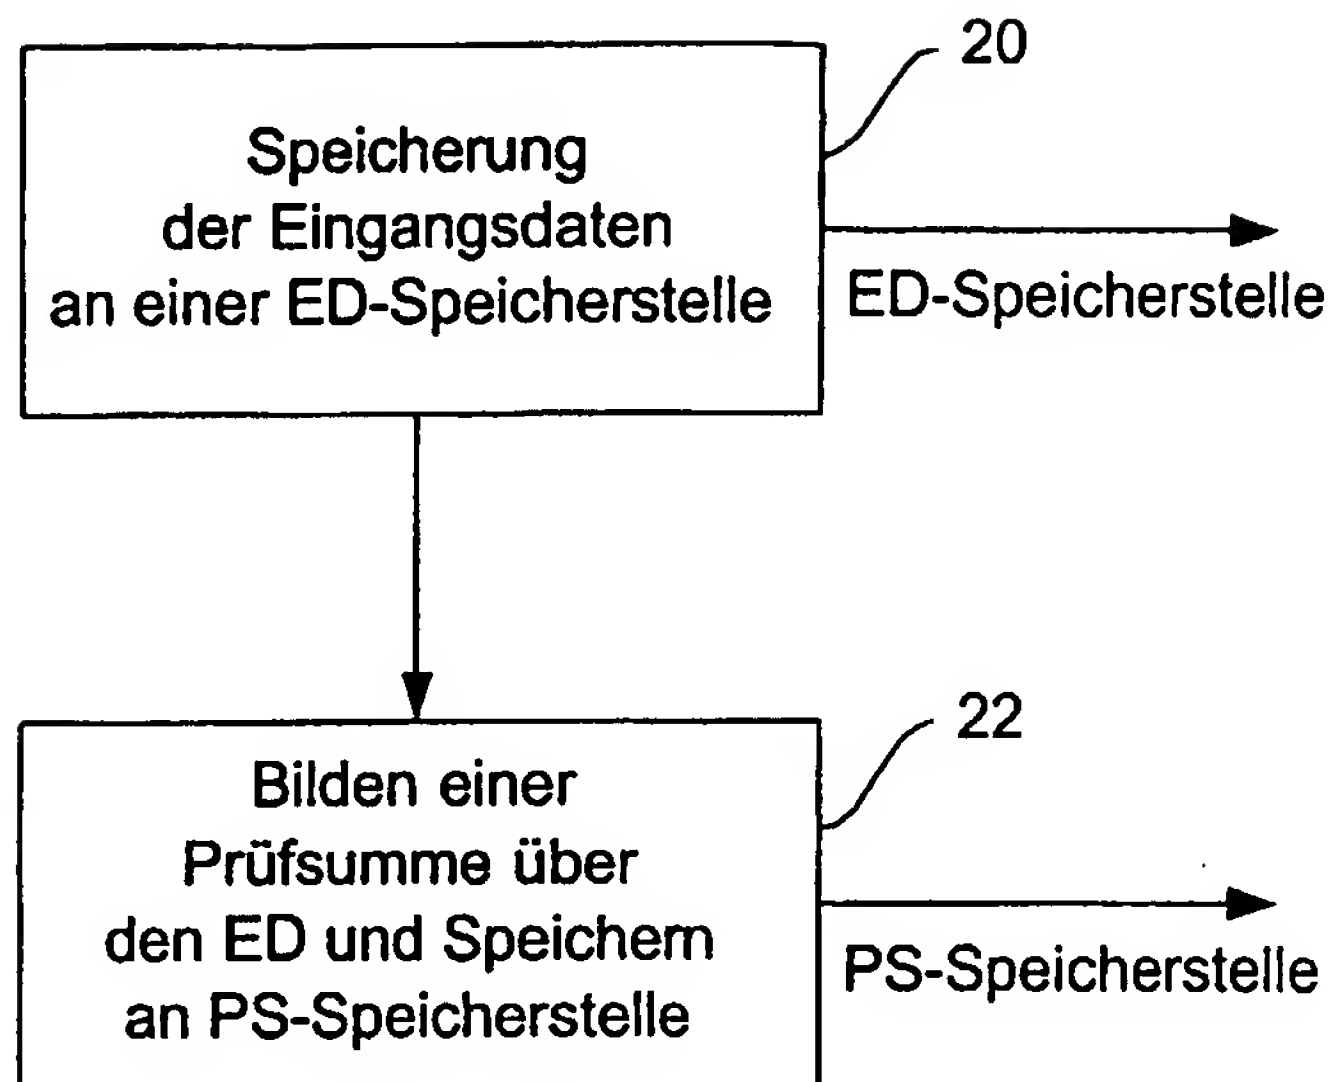 20
Speicherung
der Eingangsdaten
an einer ED-Speicherstelle
ED-Speicherstelle
22
Bilden einer
Prüfsumme über
den ED und Speichern
an PS-Speicherstelle
PS-Speicherstelle